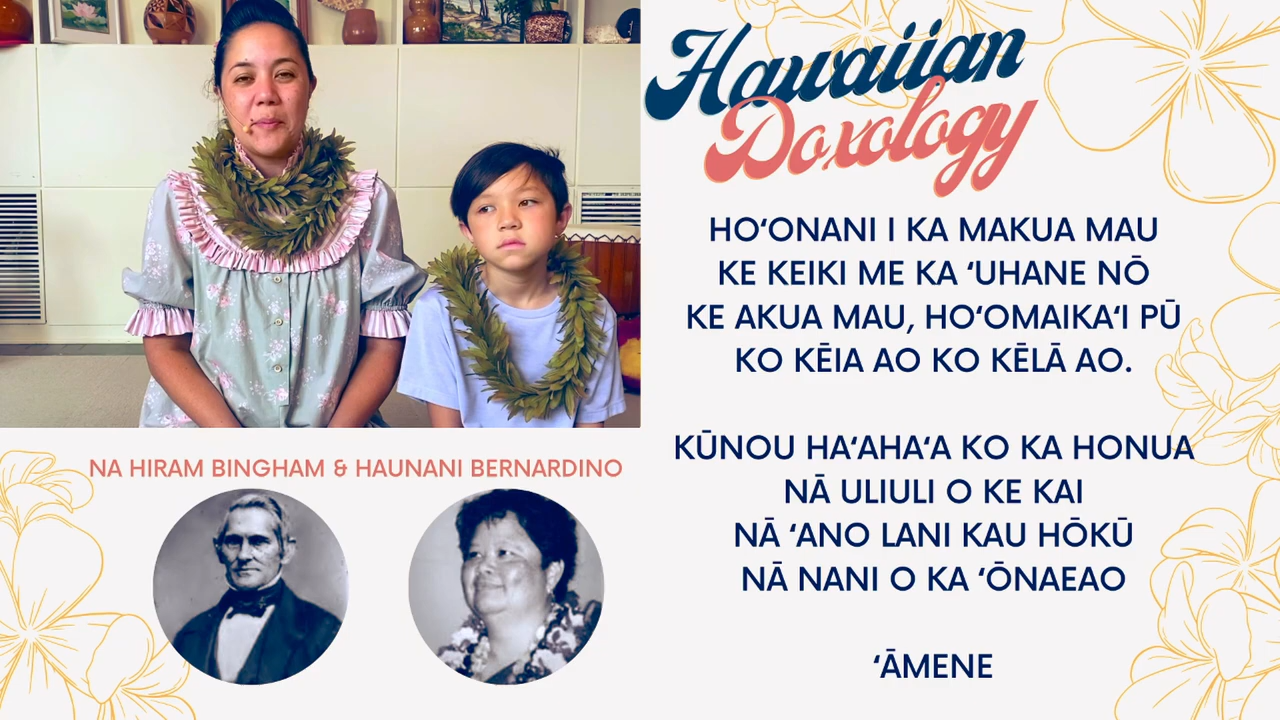 Hawaiian
Doxology
HOʻONANI I KA MAKUA MAU
KE KEIKI ME KA ʻUHANE NŌ
KE AKUA MAU, HOʻOMAIKAʻI PŪ
KO KĒIA AO KO KĒLĀ AO.
KŪNOU HAʻAHAʻA KO KA HONUA
NĀ ULIULI O KE KAI
NĀ ʻANO LANI KAU HŌKŪ
NĀ NANI O KA ʻŌNAEAO
ʻĀMENE
NA HIRAM BINGHAM & HAUNANI BERNARDINO